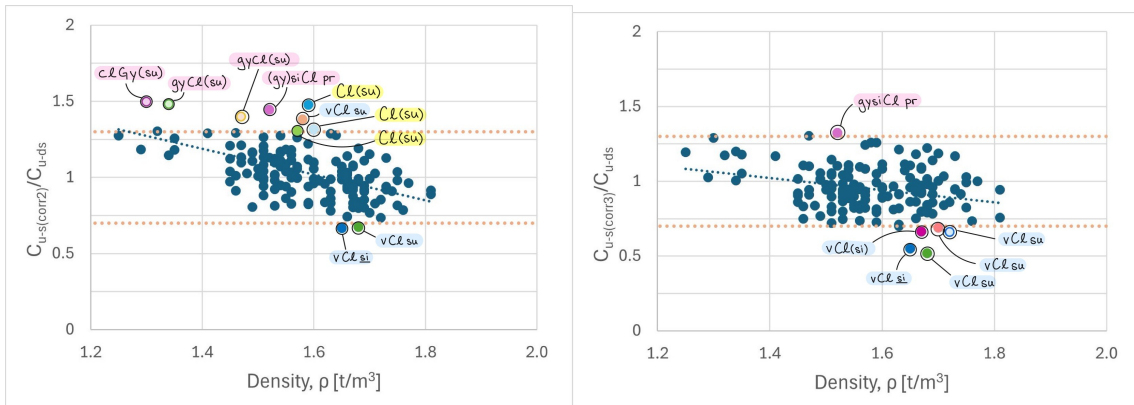 2
1.5
1
0.5
0
1.2
1.4
1.6
1.8
2.0
Cu-s(corr2)/Cu-ds
Density, ρ [t/m³]
clGy(su)
gyCl(su)
gyCl(su)
(gy)siCl pr
Cl(su)
vCl su
Cl(su)
Cl(su)
vCl si
vCl su
2
1.5
1
0.5
0
1.2
1.4
1.6
1.8
2.0
Cu-s(corr3)/Cu-ds
Density, ρ [t/m³]
gysiCl pr
vCl(si)
vCl su
vCl su
vCl si
vCl su